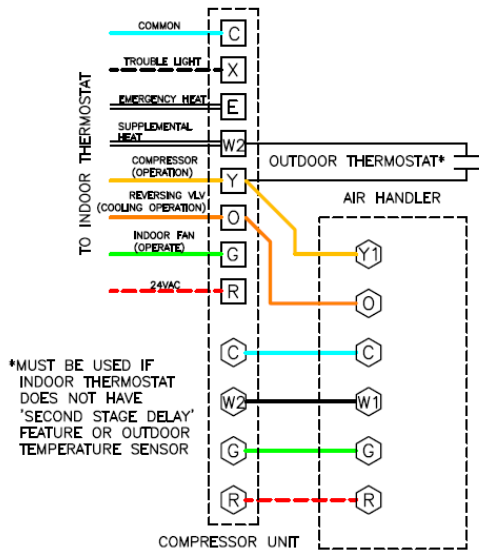 COMMON
C
TROUBLE LIGHT
X
EMERGENCY HEAT
E
SUPPLEMENTAL
HEAT
W2
OUTDOOR THERMOSTAT*
COMPRESSOR
(OPERATION)
Y
AIR HANDLER
REVERSING VLV
(COOLING OPERATION)
O
INDOOR FAN
(OPERATE)
G
24VAC
R
TO INDOOR THERMOSTAT
Y1
O
C
C
W2
W1
G
G
R
R
*MUST BE USED IF
INDOOR THERMOSTAT
DOES NOT HAVE
'SECOND STAGE DELAY'
FEATURE OR OUTDOOR
TEMPERATURE SENSOR
COMPRESSOR UNIT